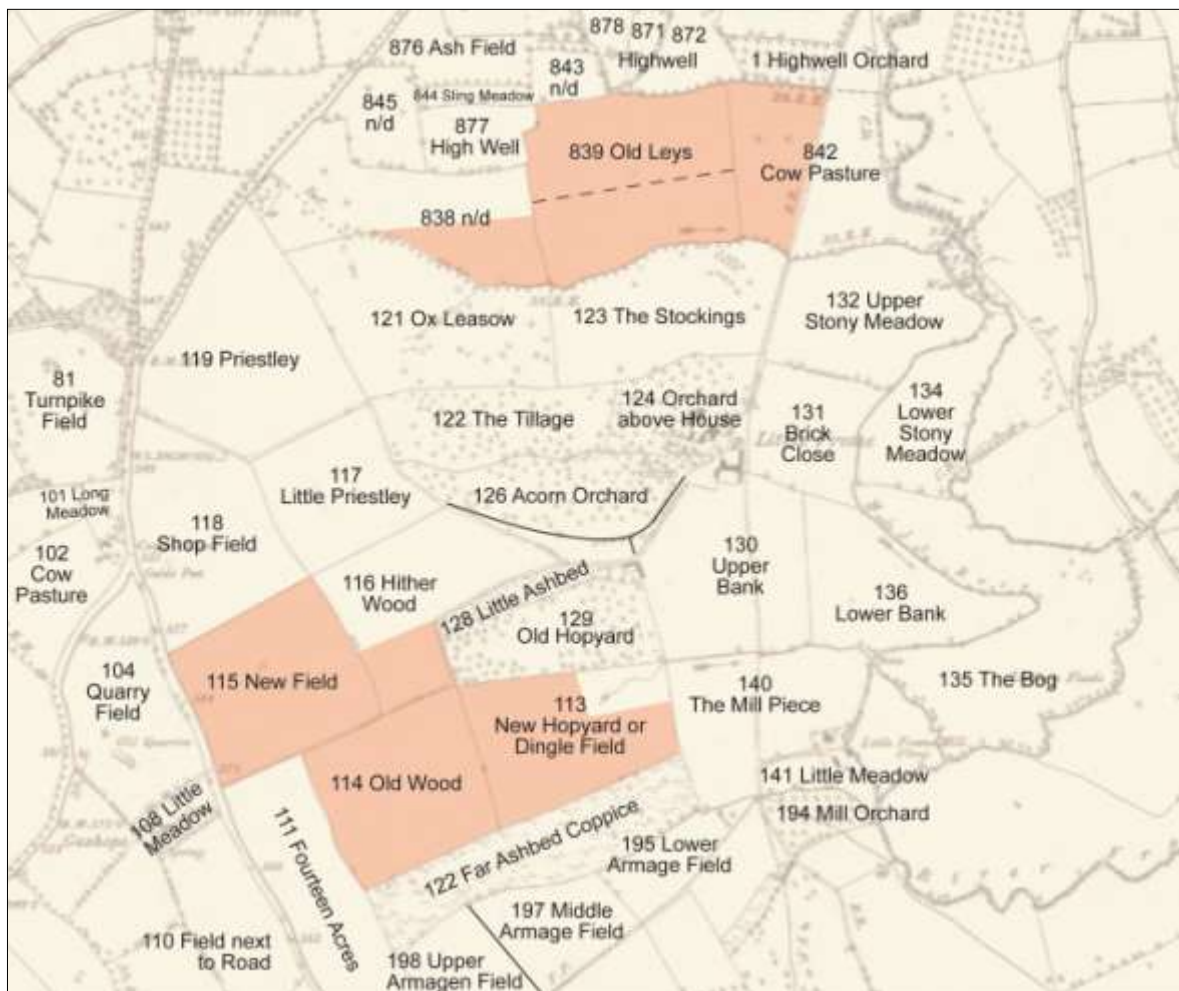 878 871 872
Highwell
876 Ash Field
843
n/d
1 Highwell Orchard
845
n/d
844 Sling Meadow
877
High Well
839 Old Leys
842
Cow Pasture
838 n/d
121 Ox Leasow
123 The Stockings
132 Upper
Stony Meadow
119 Priestley
81
Turnpike
Field
122 The Tillage
124 Orchard
above House
131
Brick
Close
134
Lower
Stony
Meadow
117
Little Priestley
126 Acorn Orchard
101 Long
Meadow
118
Shop Field
102
Cow
Pasture
116 Hither
Wood
128 Little Ashbed
130
Upper
Bank
136
Lower Bank
129
Old Hopyard
104
Quarry
Field
115 New Field
113
New Hopyard or
Dingle Field
140
The Mill Piece
135 The Bog
114 Old Wood
141 Little Meadow
108 Little
Meadow
194 Mill Orchard
111 Fourteen Acres
122 Far Ashbed Coppice
195 Lower
Armage Field
197 Middle
Armage Field
110 Field next
to Road
198 Upper
Armagen Field